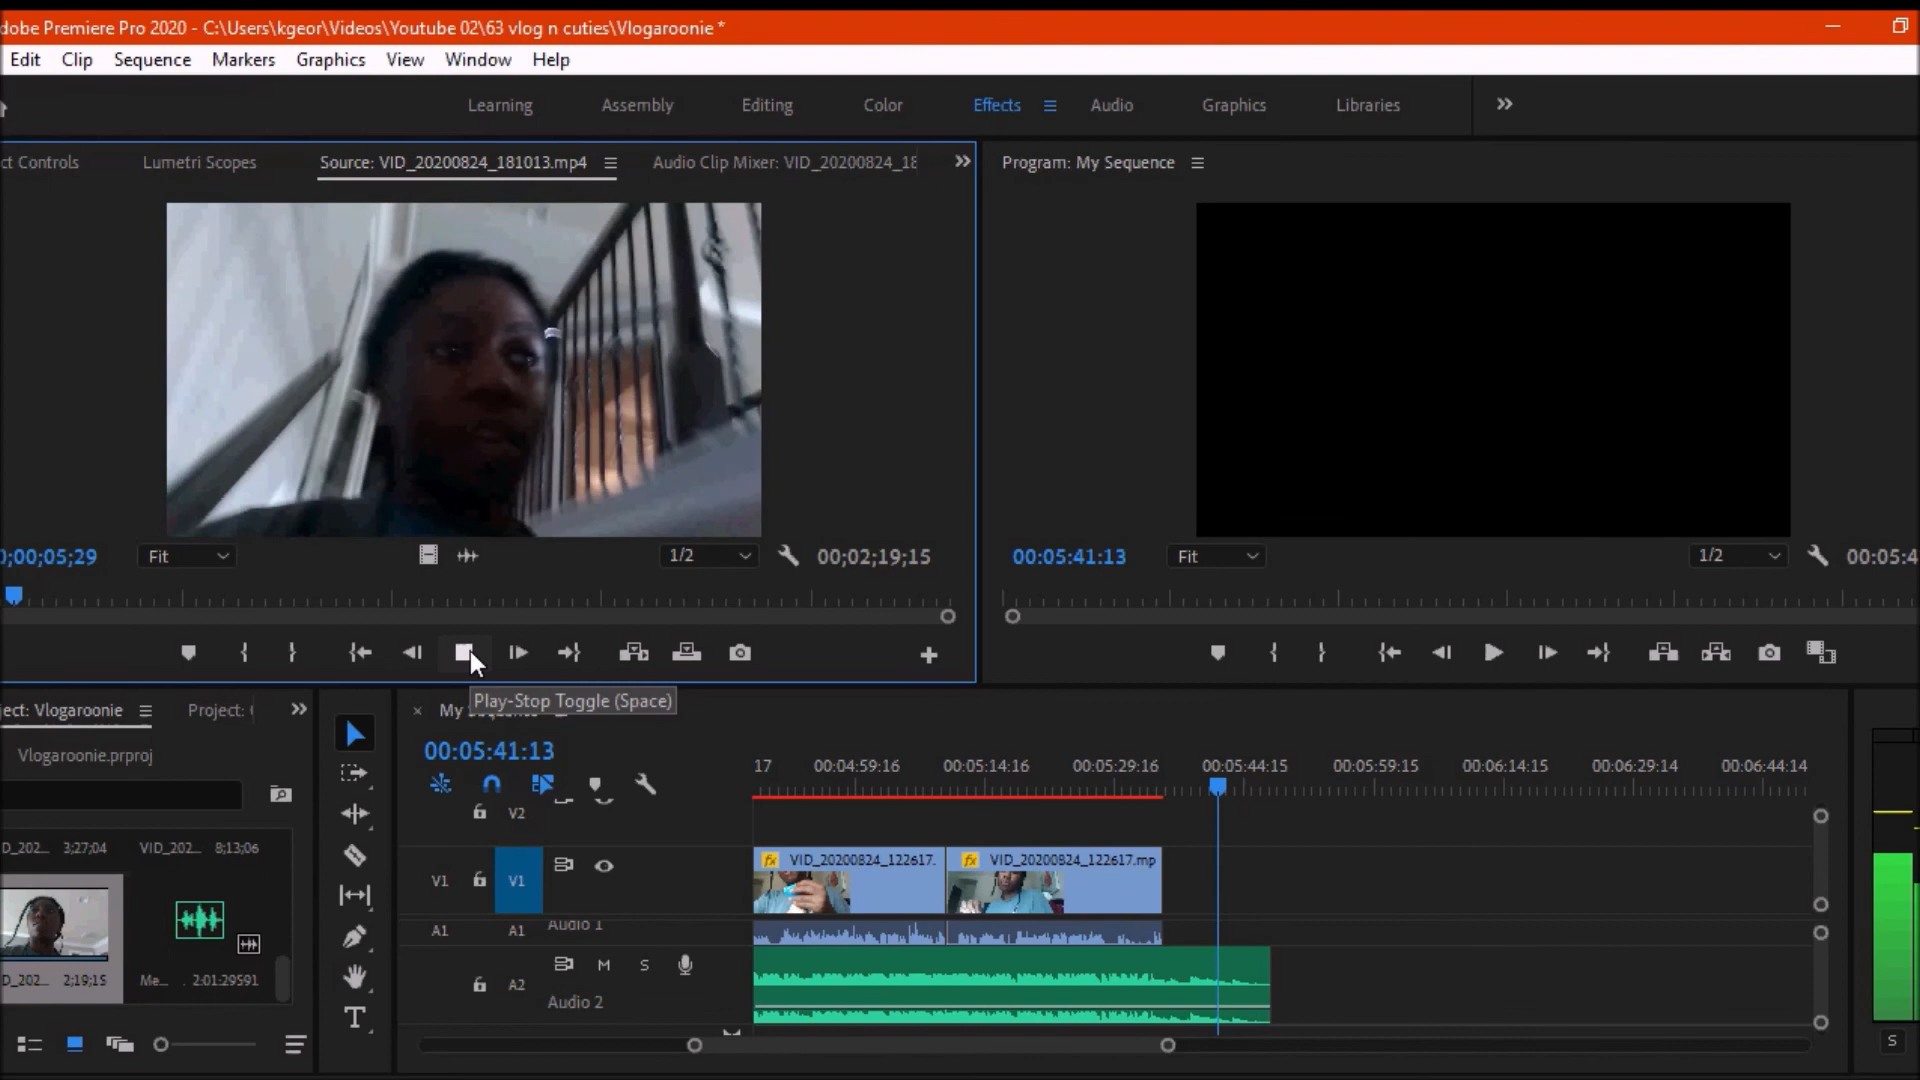 dobe Premiere Pro 2020 - C:\Users\kgeor\Videos\Youtube 02\63 vlog n cuties\Vlogaroonie *
Edit Clip Sequence Markers Graphics View Window Help
Learning Assembly Editing Color Effects Audio Graphics Libraries
ct Controls Lumetri Scopes Source: VID_20200824_181013.mp4 Audio Clip Mixer: VID_20200824_18
Program: My Sequence
;00;05;29 Fit 1/2 00;02;19;15
00:05:41:13 Fit 1/2 00:05:4
Play-Stop Toggle (Space)
ject: Vlogaroonie Project:
My
Vlogaroonie.prproj
00:05:41:13
17 00:04:59:16 00:05:14:16 00:05:29:16 00:05:44:15 00:05:59:15 00:06:14:15 00:06:29:14 00:06:44:14
V2
D_202... 3;27;04 VID_202... 8;13;06
V1 V1 fx VID_20200824_122617. fx VID_20200824_122617.mp
A1 A1 Audio 1
D_202... 2;19;15 Me... 2:01:29591
M S
A2
Audio 2
T
S